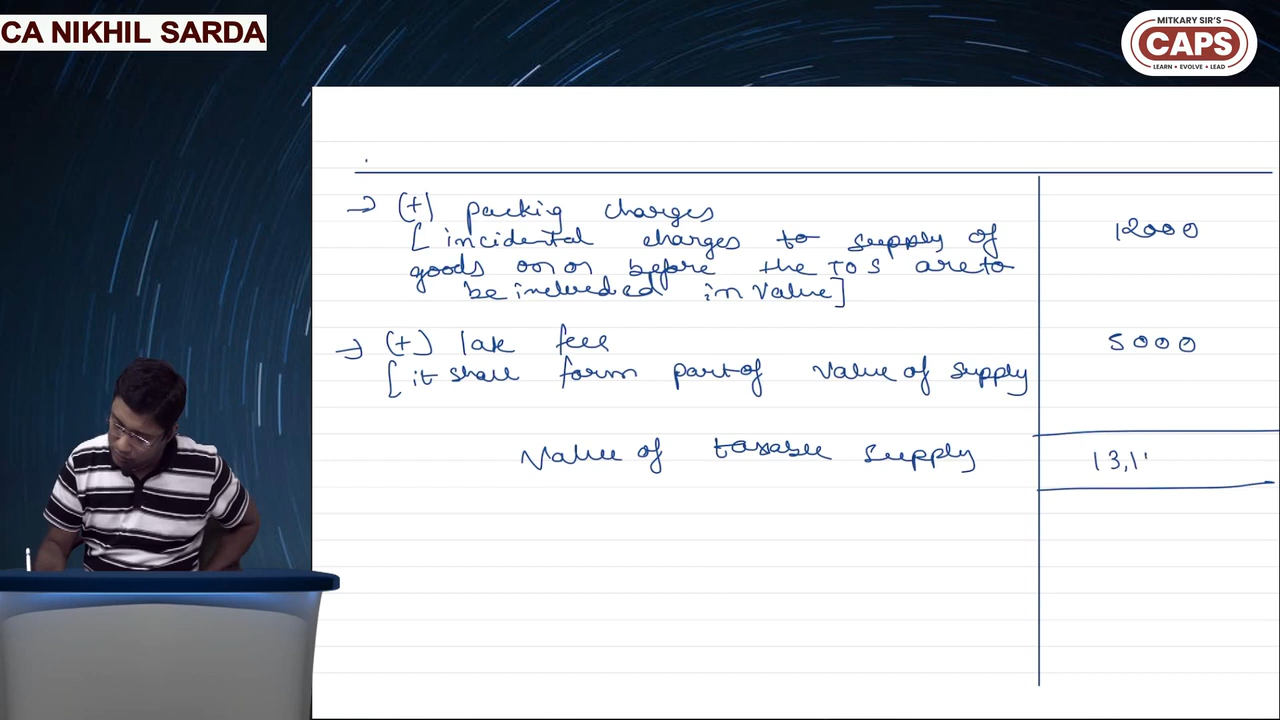 CA NIKHIL SARDA
MITKARY SIR'S
CAPS
LEARN • EVOLVE • LEAD
→ (+) packing charges
[ incidental charges to supply of
12000
goods on or before the TOS are to
be included in value]
→ (+) late fee
5000
[ it shall form part of value of supply
Value of taxable supply
13,1